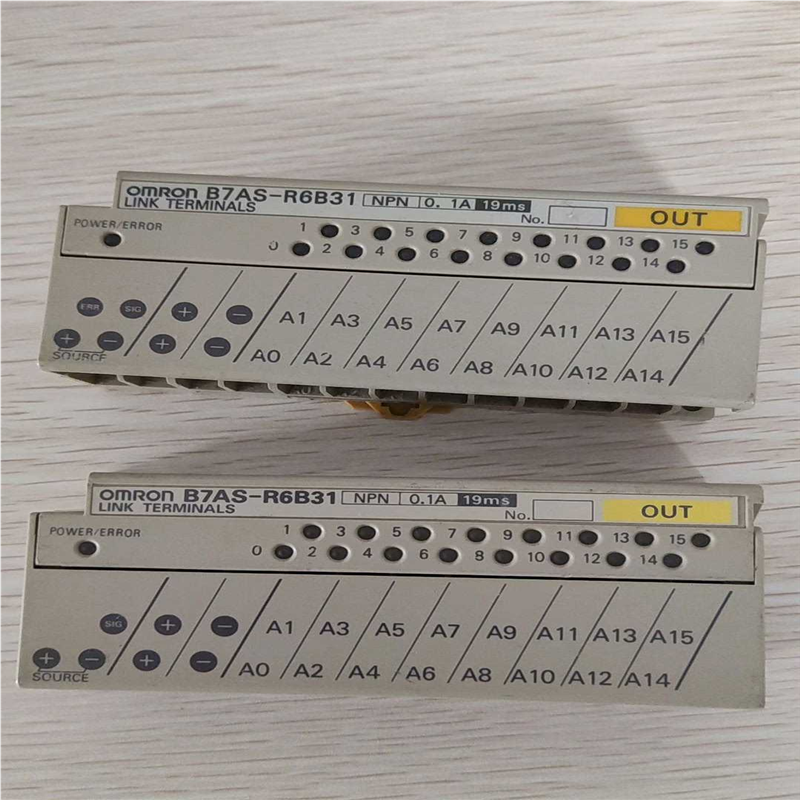 OMRON B7AS-R6B31 NPN 0.1A 19ms
LINK TERMINALS No. OUT
POWER/ERROR
1 3 5 7 9 11 13 15
0 2 4 6 8 10 12 14
ERR SIG + − A1 A3 A5 A7 A9 A11 A13 A15
+ − + − A0 A2 A4 A6 A8 A10 A12 A14
SOURCE
OMRON B7AS-R6B31 NPN 0.1A 19ms
LINK TERMINALS No. OUT
POWER/ERROR
1 3 5 7 9 11 13 15
0 2 4 6 8 10 12 14
SIG + − A1 A3 A5 A7 A9 A11 A13 A15
+ − + − A0 A2 A4 A6 A8 A10 A12 A14
SOURCE